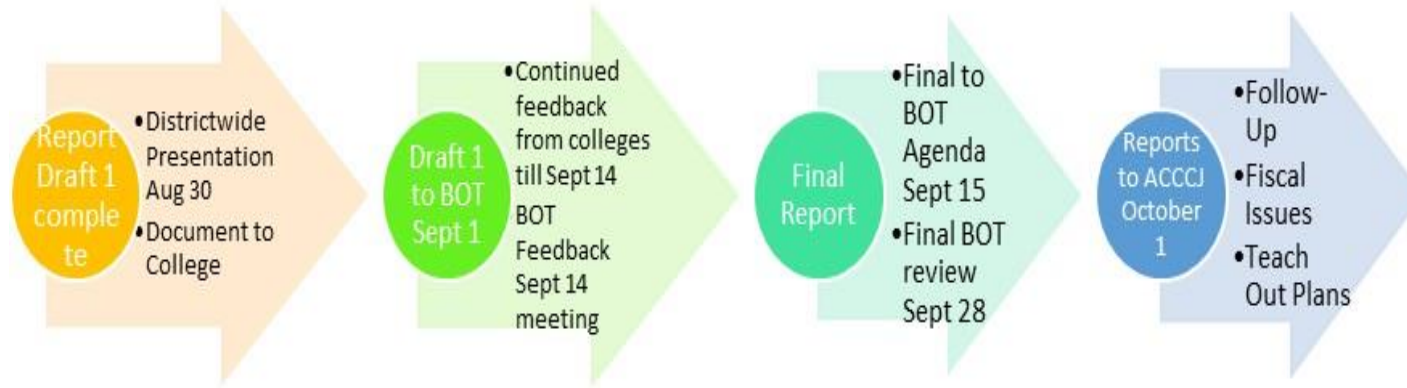 Report
Draft 1
comple
te
•Districtwide
Presentation
Aug 30
•Document to
College
Draft 1
to BOT
Sept 1
•Continued
feedback
from colleges
till Sept 14
•BOT
Feedback
Sept 14
meeting
Final
Report
•Final to
BOT
Agenda
Sept 15
•Final BOT
review
Sept 28
Reports
to ACCCJ
October
1
•Follow-
Up
•Fiscal
Issues
•Teach
Out Plans